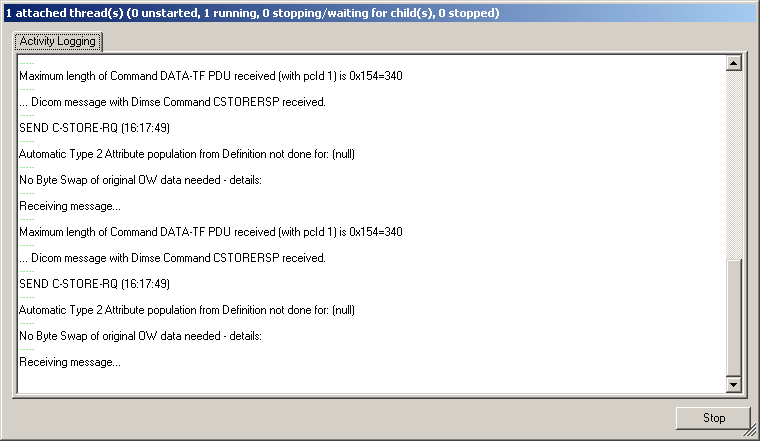 1 attached thread(s) (0 unstarted, 1 running, 0 stopping/waiting for child(s), 0 stopped)
Activity Logging
-----
Maximum length of Command DATA-TF PDU received (with pcId 1) is 0x154=340
-----
... Dicom message with Dimse Command CSTORERSP received.
-----
SEND C-STORE-RQ (16:17:49)
-----
Automatic Type 2 Attribute population from Definition not done for: (null)
-----
No Byte Swap of original OW data needed - details:
-----
Receiving message...
-----
Maximum length of Command DATA-TF PDU received (with pcId 1) is 0x154=340
-----
... Dicom message with Dimse Command CSTORERSP received.
-----
SEND C-STORE-RQ (16:17:49)
-----
Automatic Type 2 Attribute population from Definition not done for: (null)
-----
No Byte Swap of original OW data needed - details:
-----
Receiving message...
Stop